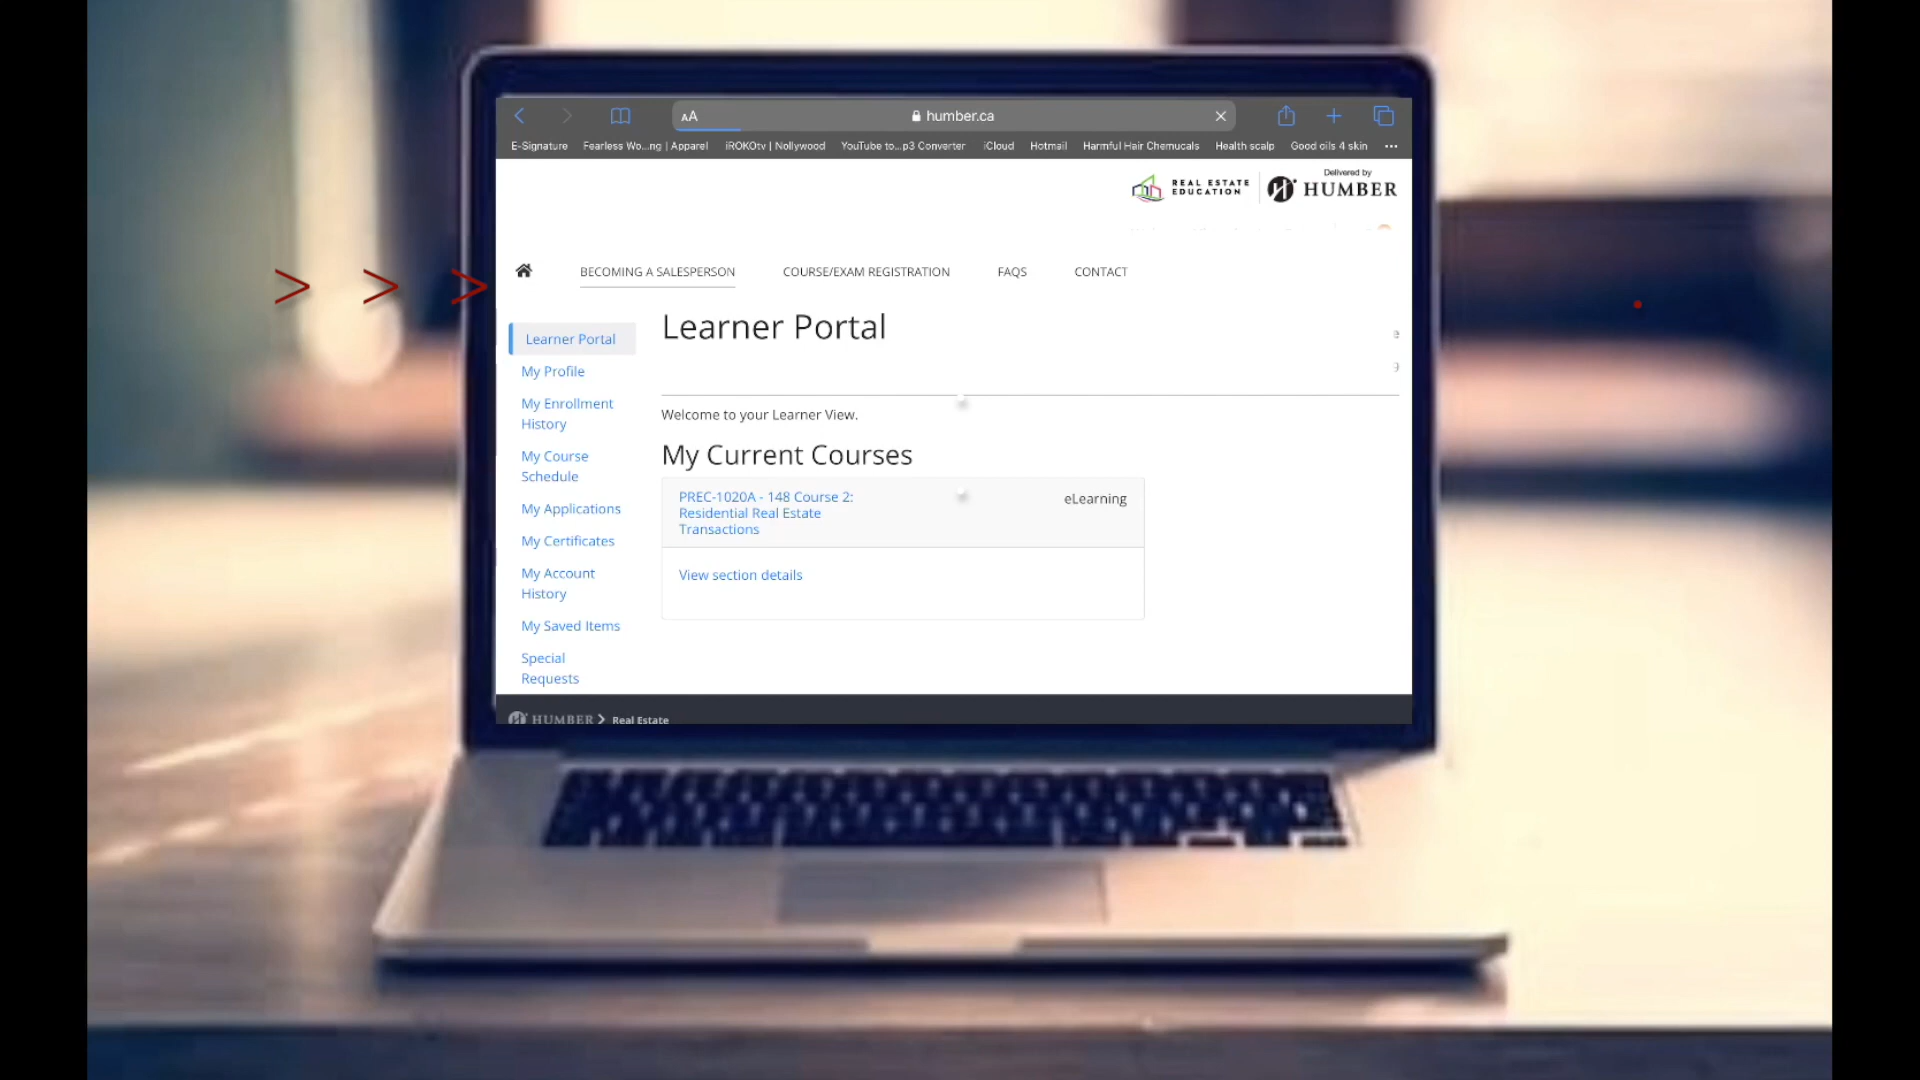 AA
humber.ca
E-Signature
Fearless Wo...ng | Apparel
iROKOtv | Nollywood
YouTube to...p3 Converter
iCloud
Hotmail
Harmful Hair Chemucals
Health scalp
Good oils 4 skin
REAL ESTATE
EDUCATION
Delivered by
HUMBER
> > >
BECOMING A SALESPERSON
COURSE/EXAM REGISTRATION
FAQS
CONTACT
Learner Portal
My Profile
My Enrollment
History
My Course
Schedule
My Applications
My Certificates
My Account
History
My Saved Items
Special
Requests
Learner Portal
Welcome to your Learner View.
My Current Courses
PREC-1020A - 148 Course 2:
Residential Real Estate
Transactions
eLearning
View section details
HUMBER > Real Estate